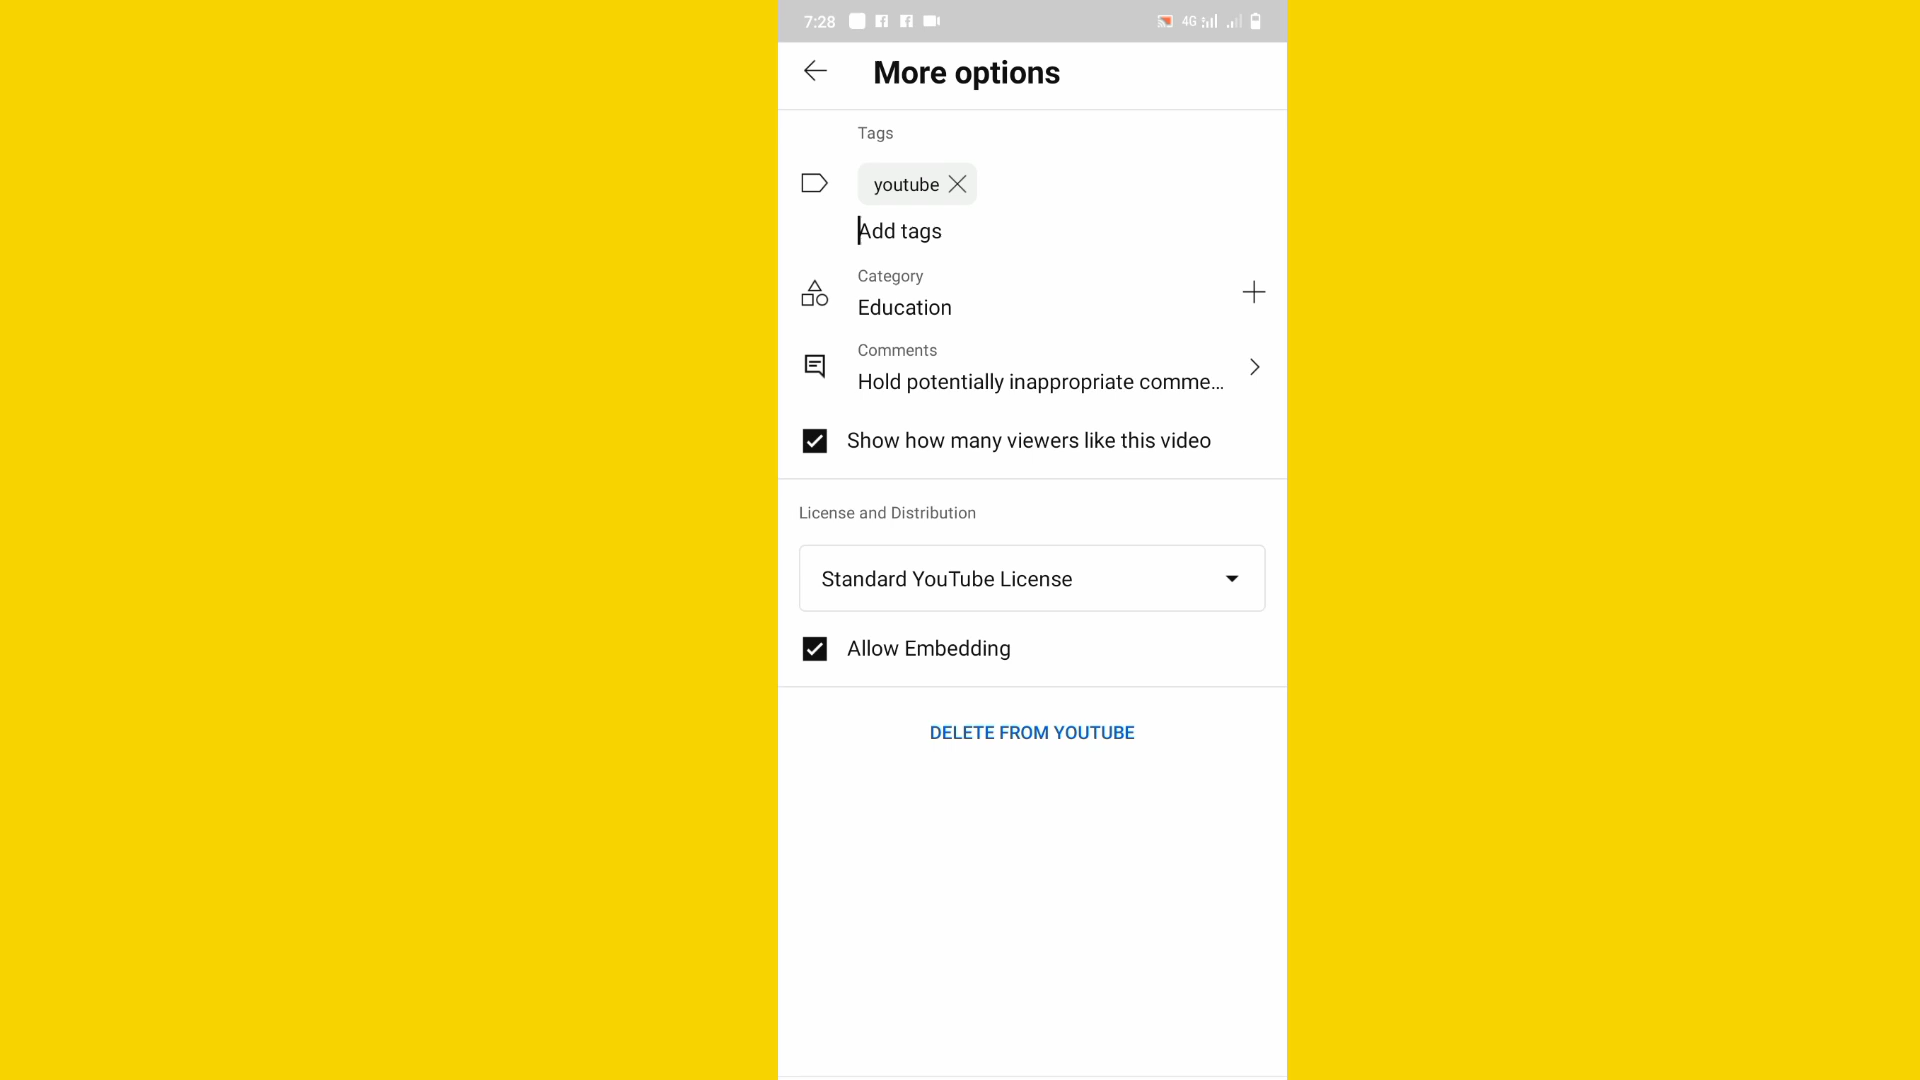 7:28
4G
More options
Tags
youtube
Add tags
Category
Education
Comments
Hold potentially inappropriate comme...
Show how many viewers like this video
License and Distribution
Standard YouTube License
Allow Embedding
DELETE FROM YOUTUBE